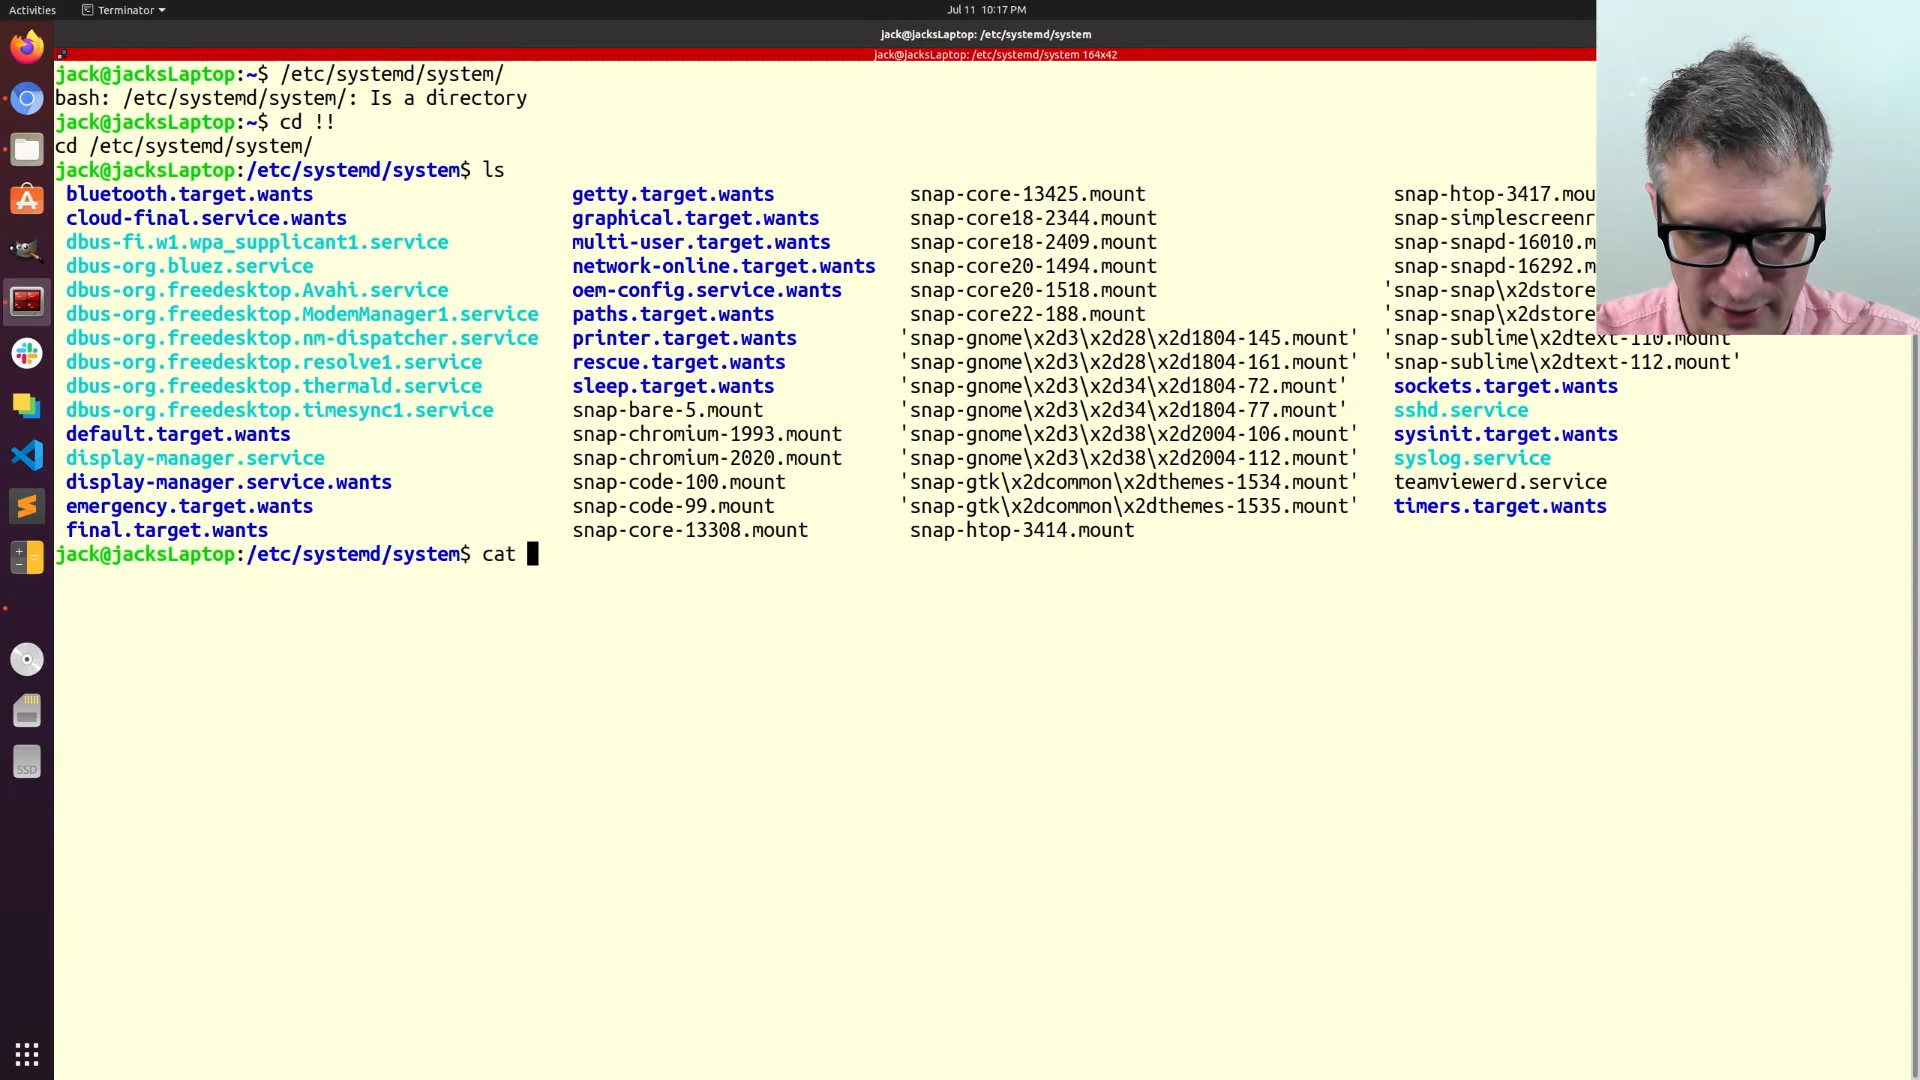 Activities Terminator Jul 11 10:17 PM
jack@jacksLaptop: /etc/systemd/system
jack@jacksLaptop: /etc/systemd/system 164x42
jack@jacksLaptop:~$ /etc/systemd/system/
bash: /etc/systemd/system/: Is a directory
jack@jacksLaptop:~$ cd !!
cd /etc/systemd/system/
jack@jacksLaptop:/etc/systemd/system$ ls
bluetooth.target.wants getty.target.wants snap-core-13425.mount snap-htop-3417.mou
cloud-final.service.wants graphical.target.wants snap-core18-2344.mount snap-simplescreenr
dbus-fi.w1.wpa_supplicant1.service multi-user.target.wants snap-core18-2409.mount snap-snapd-16010.m
dbus-org.bluez.service network-online.target.wants snap-core20-1494.mount snap-snapd-16292.m
dbus-org.freedesktop.Avahi.service oem-config.service.wants snap-core20-1518.mount 'snap-snap\x2dstore
dbus-org.freedesktop.ModemManager1.service paths.target.wants snap-core22-188.mount 'snap-snap\x2dstore
dbus-org.freedesktop.nm-dispatcher.service printer.target.wants 'snap-gnome\x2d3\x2d28\x2d1804-145.mount' 'snap-sublime\x2dtext-110.mount'
dbus-org.freedesktop.resolve1.service rescue.target.wants 'snap-gnome\x2d3\x2d28\x2d1804-161.mount' 'snap-sublime\x2dtext-112.mount'
dbus-org.freedesktop.thermald.service sleep.target.wants 'snap-gnome\x2d3\x2d34\x2d1804-72.mount' sockets.target.wants
dbus-org.freedesktop.timesync1.service snap-bare-5.mount 'snap-gnome\x2d3\x2d34\x2d1804-77.mount' sshd.service
default.target.wants snap-chromium-1993.mount 'snap-gnome\x2d3\x2d38\x2d2004-106.mount' sysinit.target.wants
display-manager.service snap-chromium-2020.mount 'snap-gnome\x2d3\x2d38\x2d2004-112.mount' syslog.service
display-manager.service.wants snap-code-100.mount 'snap-gtk\x2dcommon\x2dthemes-1534.mount' teamviewerd.service
emergency.target.wants snap-code-99.mount 'snap-gtk\x2dcommon\x2dthemes-1535.mount' timers.target.wants
final.target.wants snap-core-13308.mount snap-htop-3414.mount
jack@jacksLaptop:/etc/systemd/system$ cat
SSD